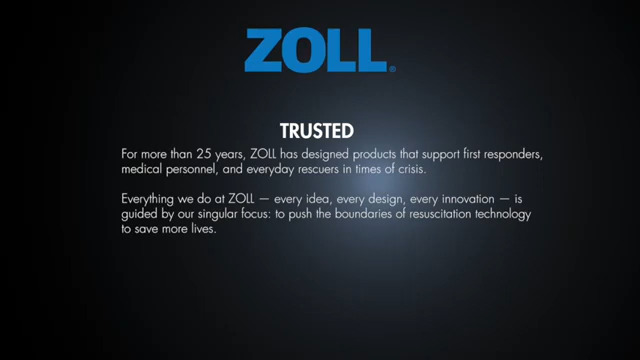 ZOLL®
TRUSTED
For more than 25 years, ZOLL has designed products that support first responders,
medical personnel, and everyday rescuers in times of crisis.
Everything we do at ZOLL — every idea, every design, every innovation — is
guided by our singular focus: to push the boundaries of resuscitation technology
to save more lives.